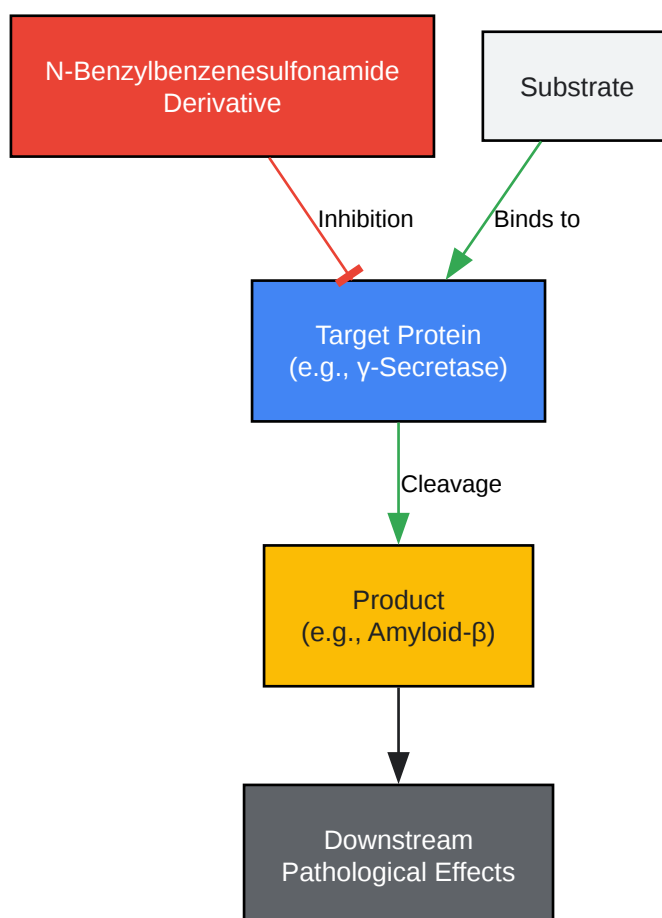 N-Benzylbenzenesulfonamide
Derivative
Substrate
Inhibition
Binds to
Target Protein
(e.g., γ-Secretase)
Cleavage
Product
(e.g., Amyloid-β)
Downstream
Pathological Effects